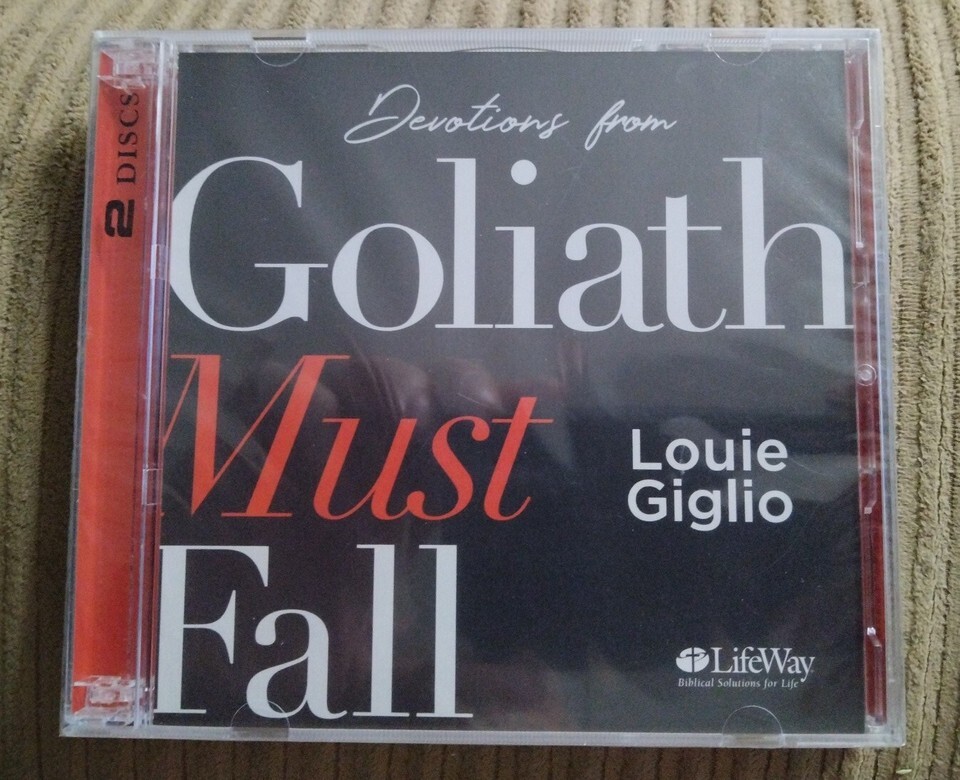 2 DISCS
Devotions from
Goliath
Must
Fall
Louie
Giglio
LifeWay
Biblical Solutions for Life